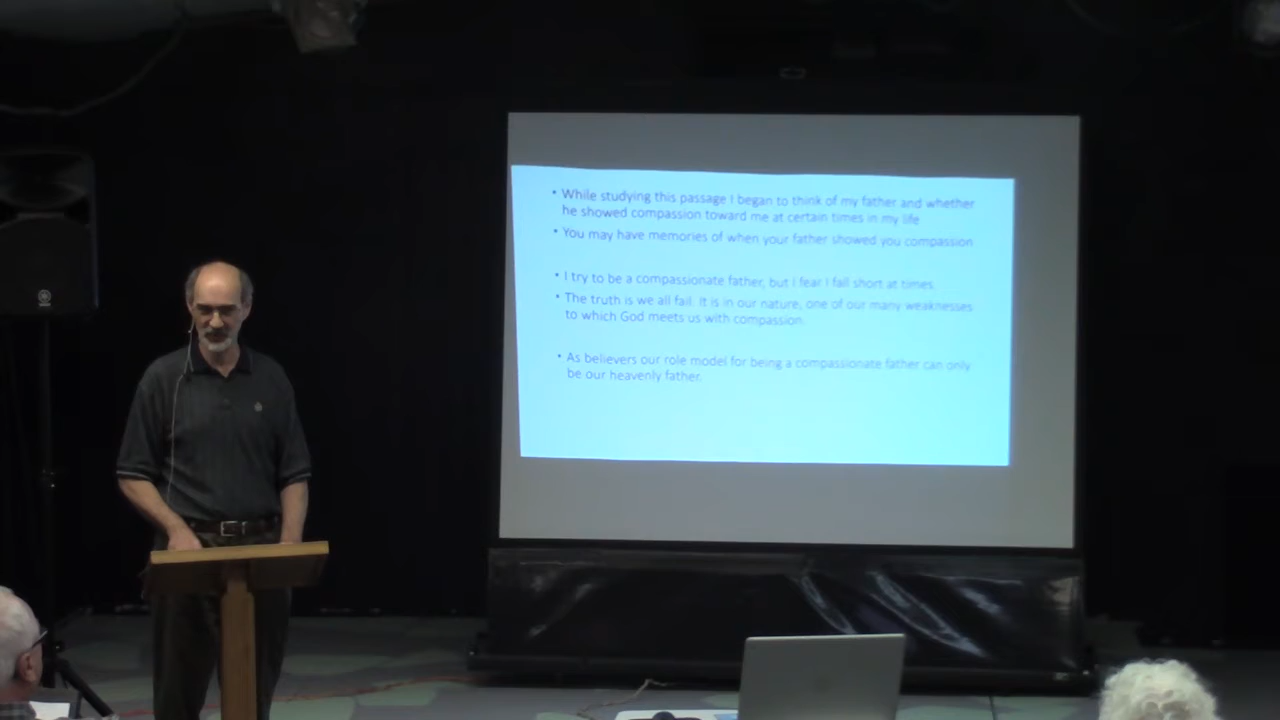 • While studying this passage I began to think of my father and whether
he showed compassion toward me at certain times in my life
• You may have memories of when your father showed you compassion
• I try to be a compassionate father, but I fear I fall short at times.
• The truth is we all fail. It is in our nature, one of our many weaknesses
to which God meets us with compassion.
• As believers our role model for being a compassionate father can only
be our heavenly father.